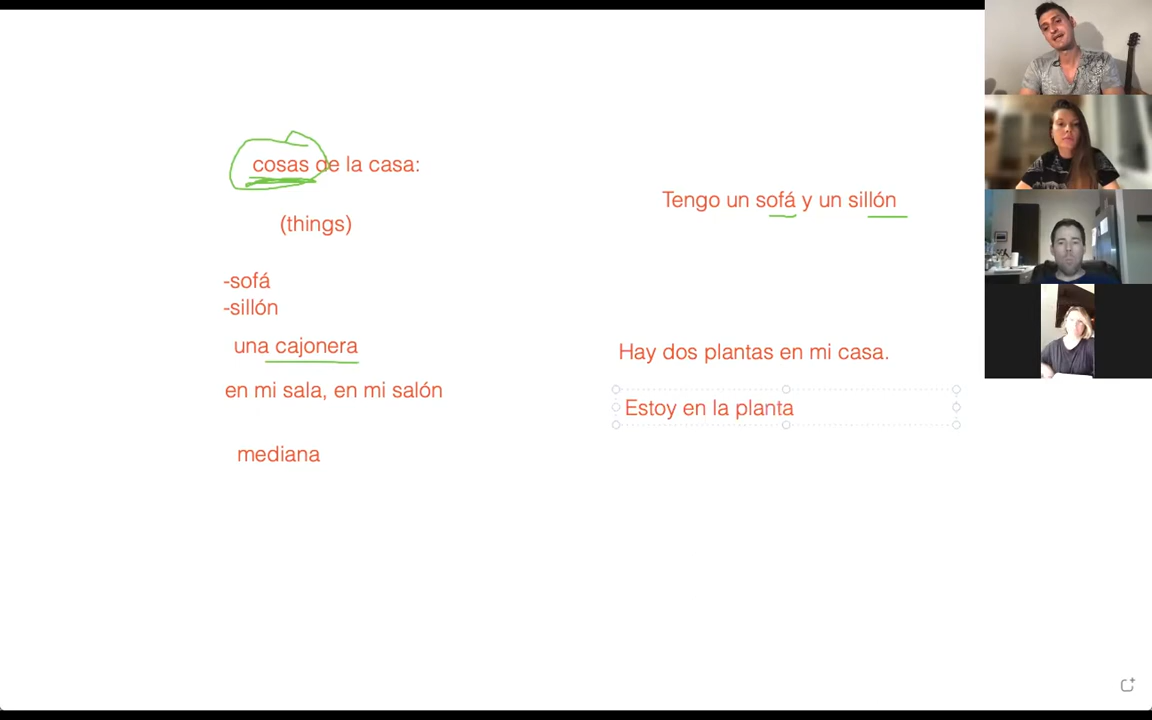 cosas de la casa:
(things)
-sofá
-sillón
una cajonera
en mi sala, en mi salón
mediana
Tengo un sofá y un sillón
Hay dos plantas en mi casa.
Estoy en la planta